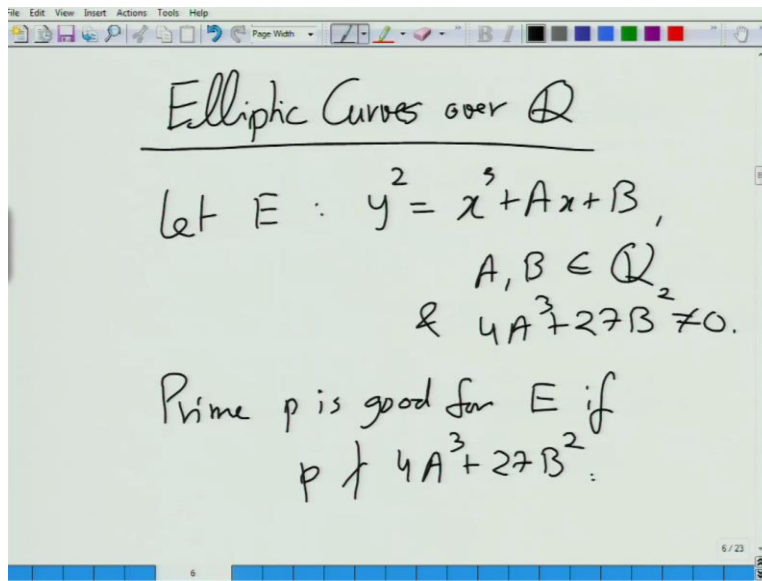 File Edit View Insert Actions Tools Help
Page Width
Elliptic Curves over ℚ
Let E : y² = x³ + Ax + B,
A, B ∈ ℚ
& 4A³ + 27B² ≠ 0.
Prime p is good for E if
p ∤ 4A³ + 27B².
6 / 23
6